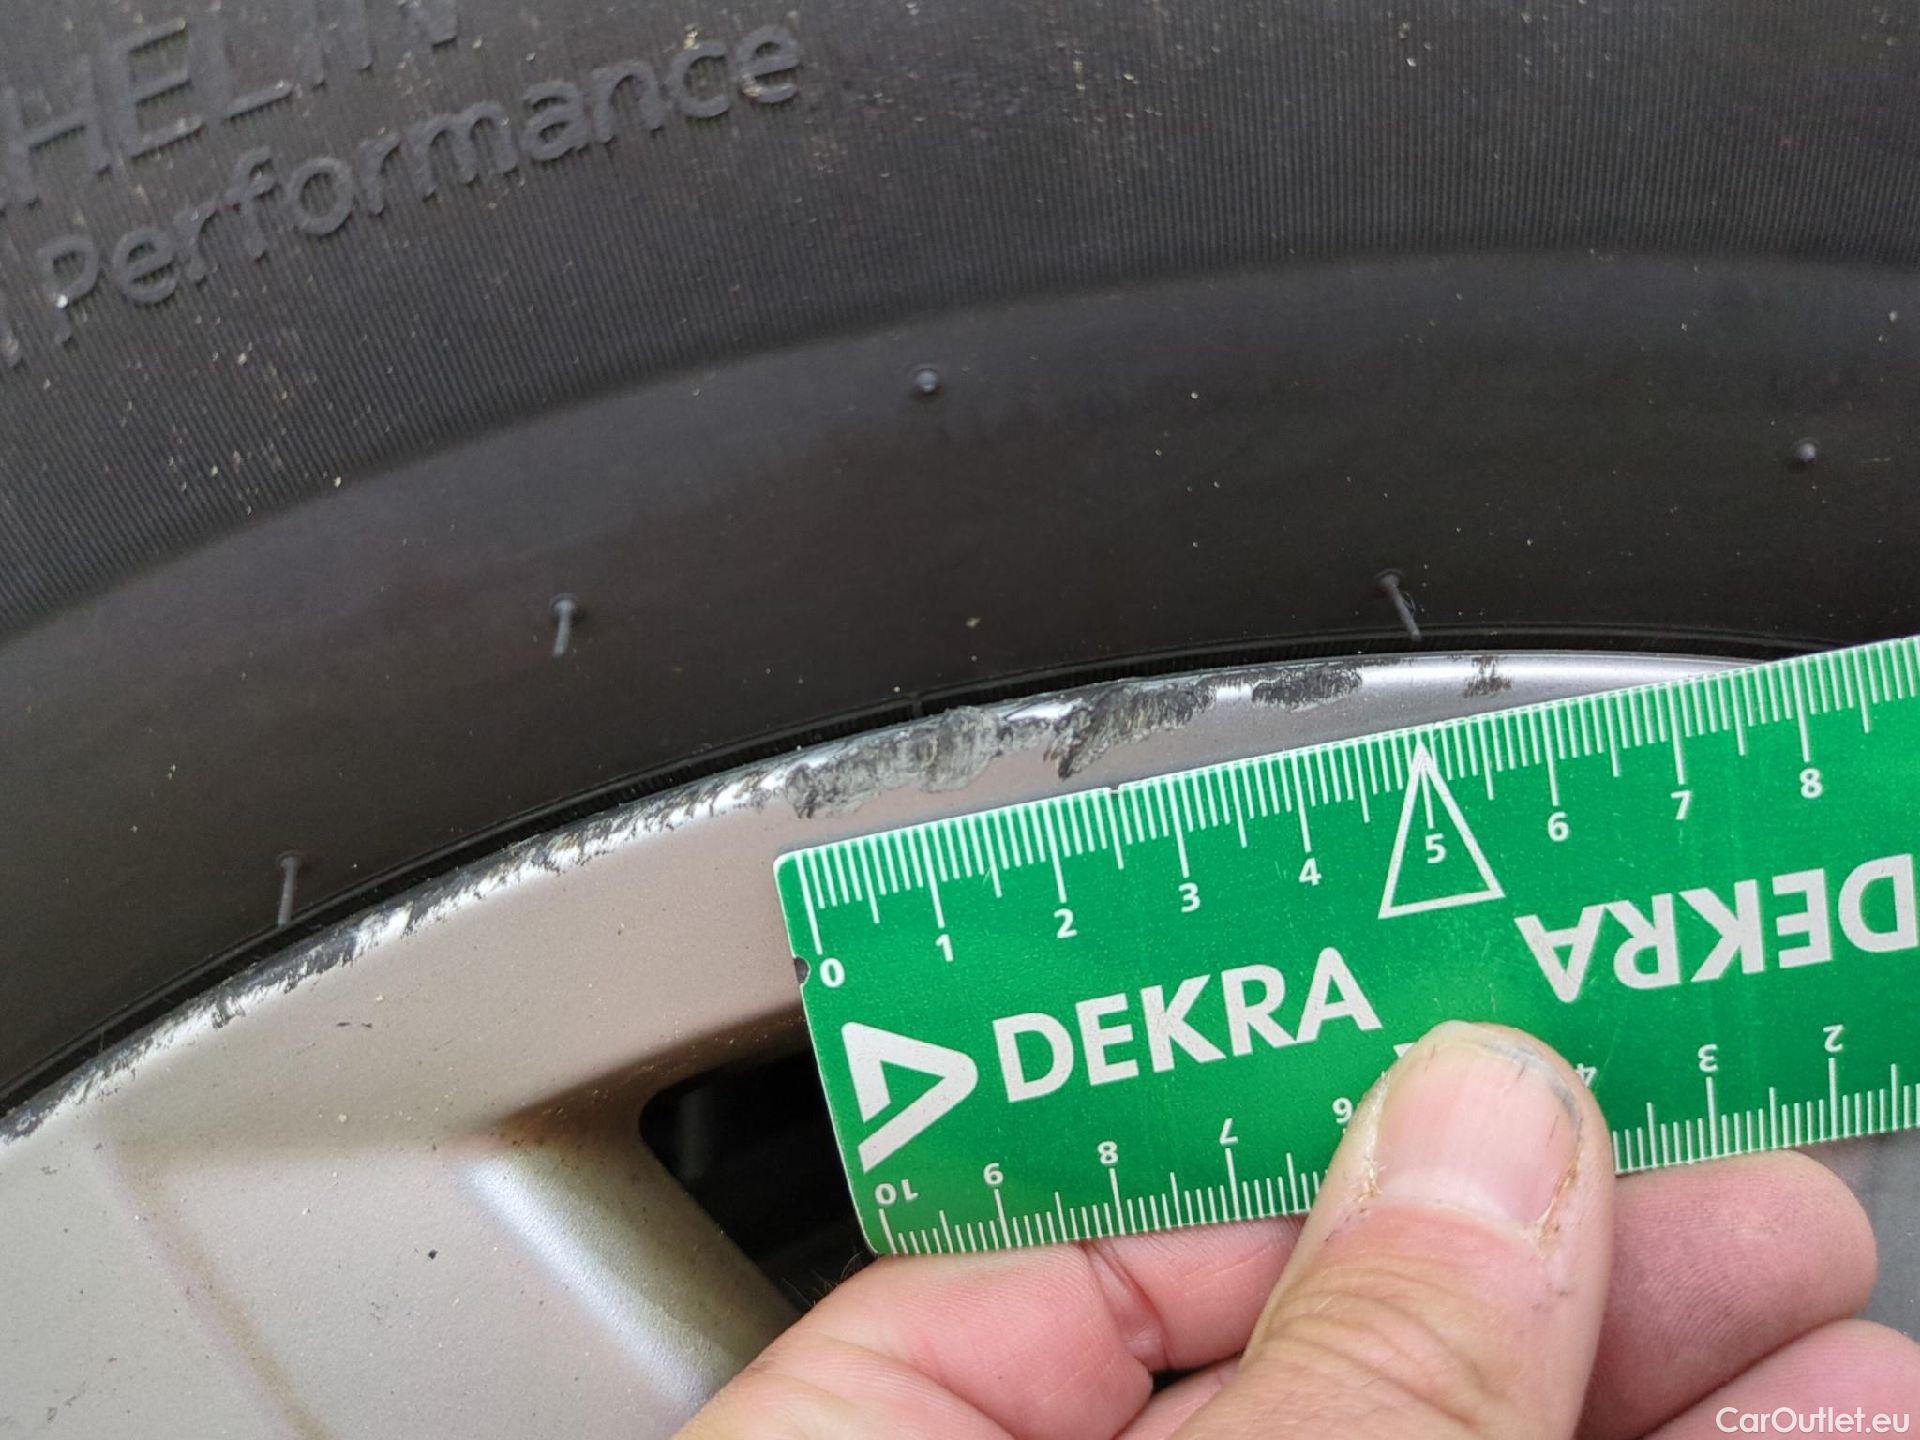 HELIN
Performance
0 1 2 3 4 5 6 7 8
DEKRA
DEKRA
10 9 8 7 6 4 3 2
CarOutlet.eu